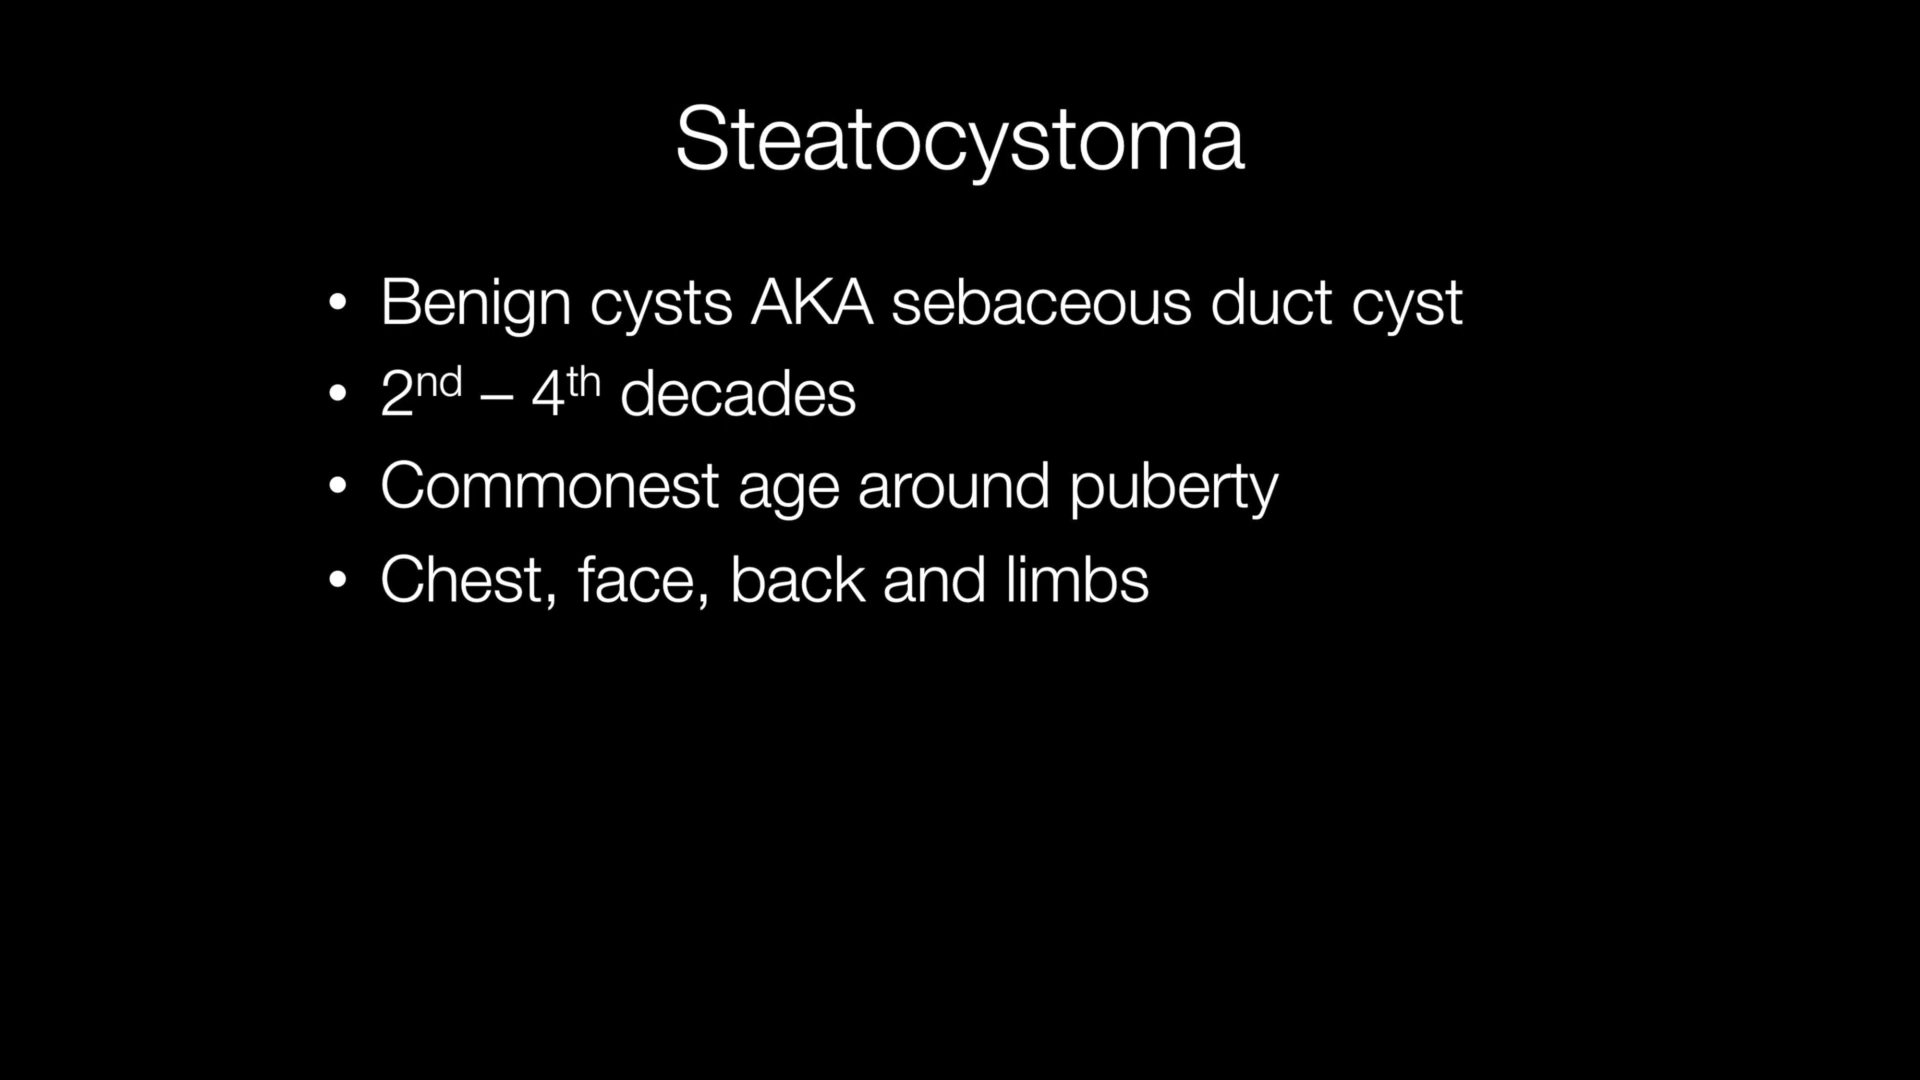 Steatocystoma
• Benign cysts AKA sebaceous duct cyst
• 2nd – 4th decades
• Commonest age around puberty
• Chest, face, back and limbs